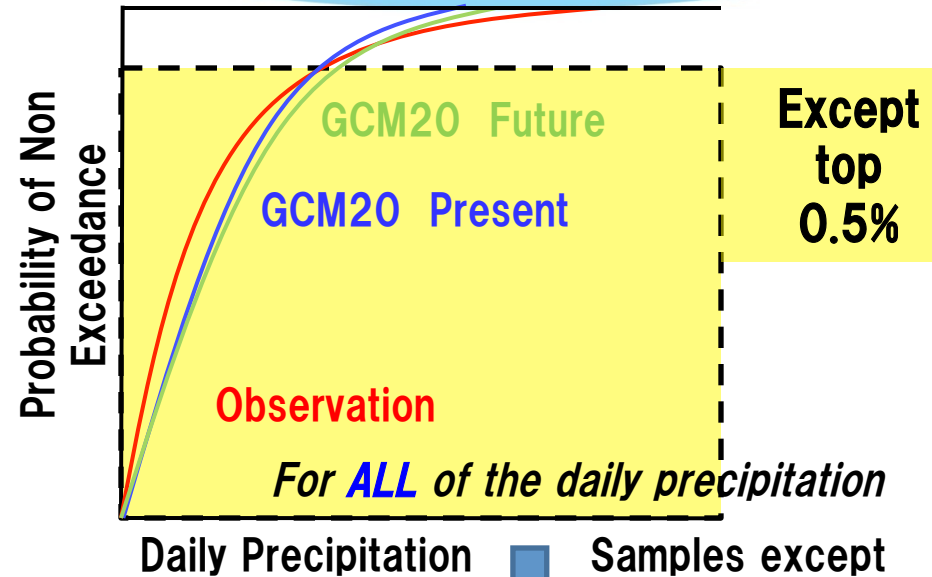 Probability of Non
Exceedance
GCM20 Future
GCM20 Present
Observation
For ALL of the daily precipitation
Except
top
0.5%
Daily Precipitation
Samples except